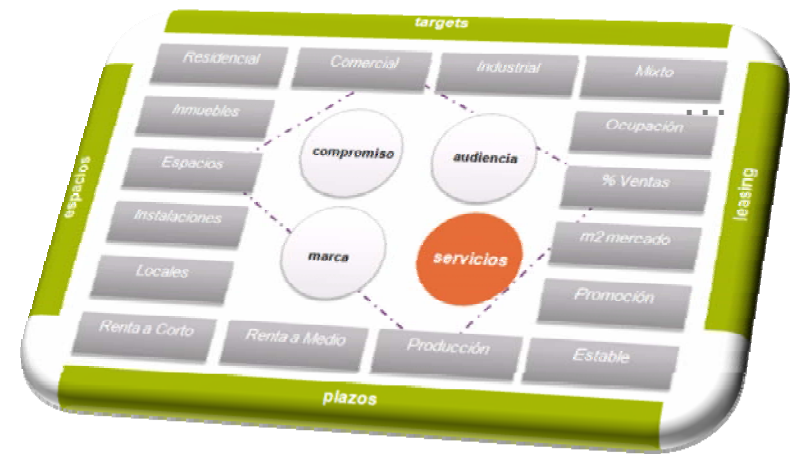 targets
Residencial
Comercial
Industrial
Mixto
Inmuebles
Ocupación
compromiso
audiencia
Espacios
% Ventas
espacios
leasing
Instalaciones
m2 mercado
marca
servicios
Locales
Promoción
Renta a Corto
Renta a Medio
Producción
Estable
plazos